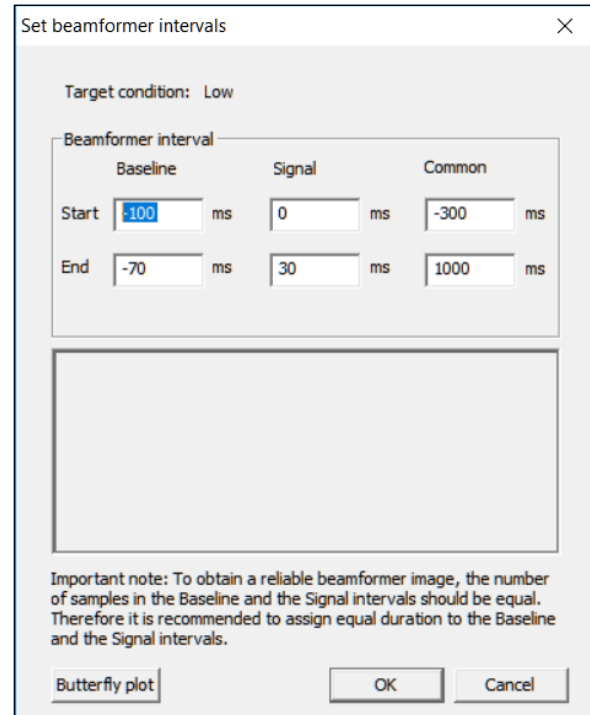 Set beamformer intervals
Target condition: Low
Beamformer interval
Baseline Signal Common
Start -100 ms 0 ms -300 ms
End -70 ms 30 ms 1000 ms
Important note: To obtain a reliable beamformer image, the number
of samples in the Baseline and the Signal intervals should be equal.
Therefore it is recommended to assign equal duration to the Baseline
and the Signal intervals.
Butterfly plot OK Cancel